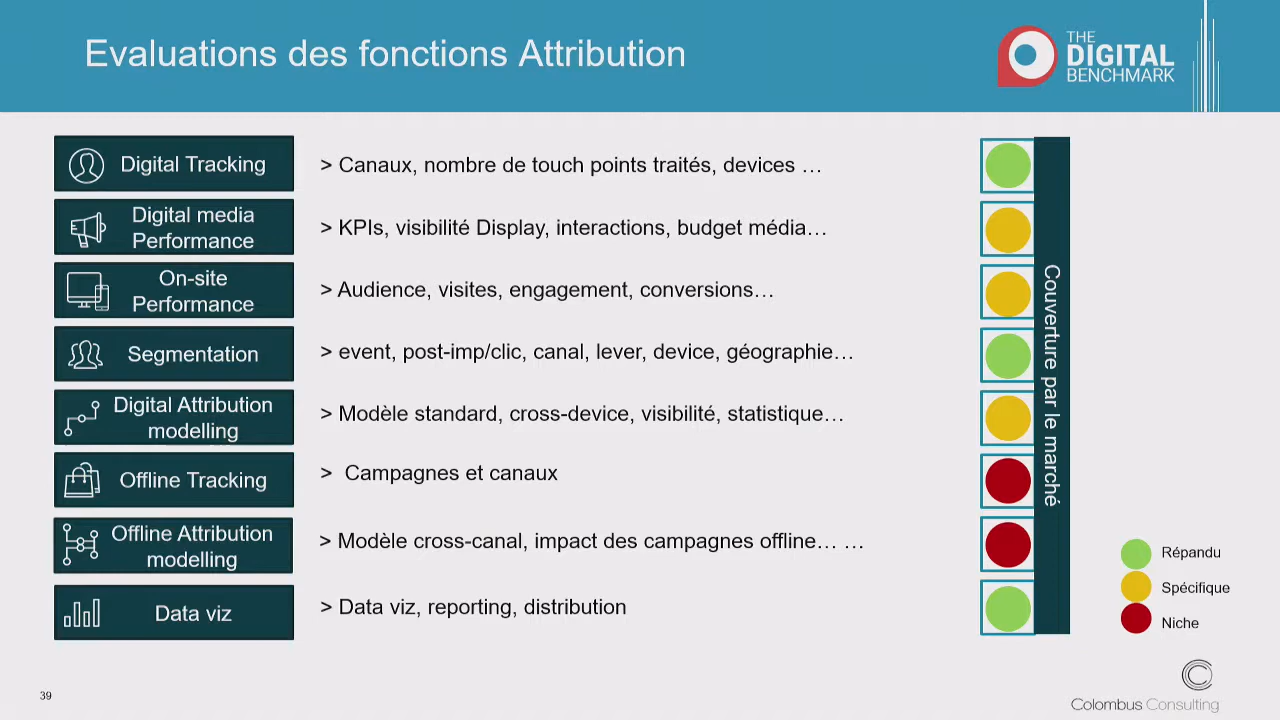 Evaluations des fonctions Attribution
THE
DIGITAL
BENCHMARK
Digital Tracking
> Canaux, nombre de touch points traités, devices …
Digital media
Performance
> KPIs, visibilité Display, interactions, budget média…
On-site
Performance
> Audience, visites, engagement, conversions…
Segmentation
> event, post-imp/clic, canal, lever, device, géographie…
Digital Attribution
modelling
> Modèle standard, cross-device, visibilité, statistique…
Offline Tracking
> Campagnes et canaux
Offline Attribution
modelling
> Modèle cross-canal, impact des campagnes offline… …
Data viz
> Data viz, reporting, distribution
Couverture par le marché
Répandu
Spécifique
Niche
39
Colombus Consulting